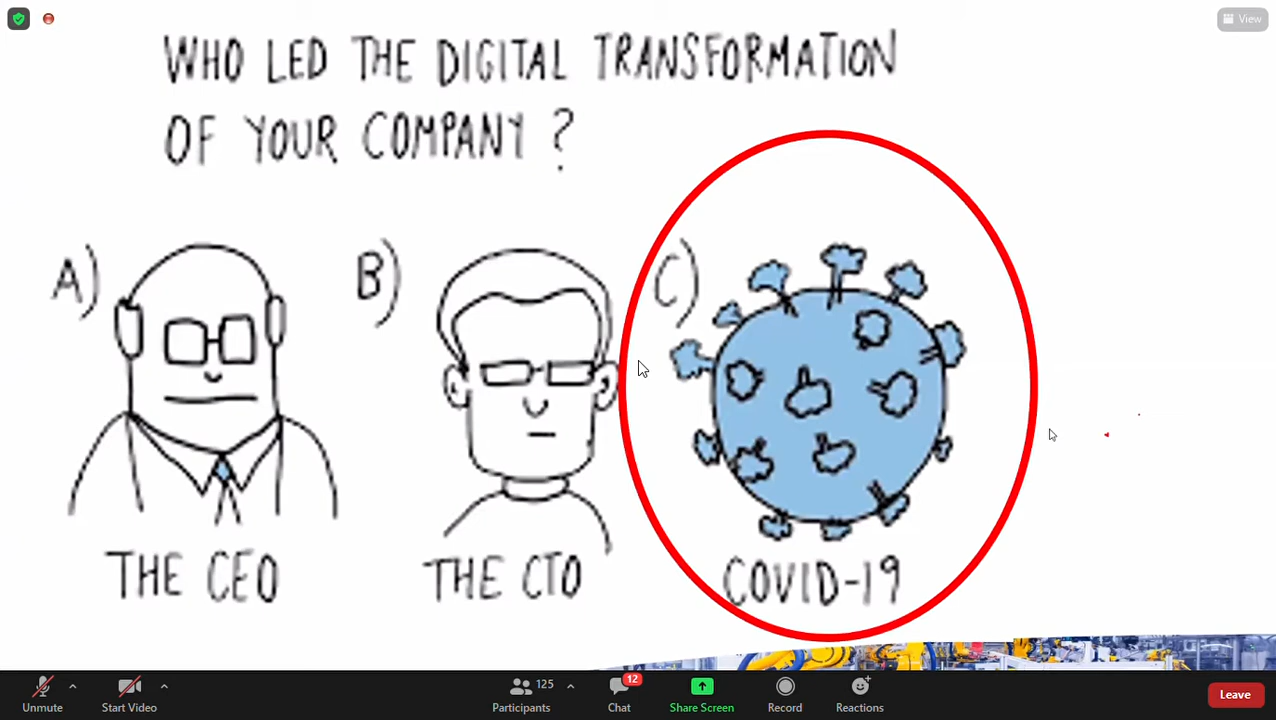 View
WHO LED THE DIGITAL TRANSFORMATION
OF YOUR COMPANY ?
A)
B)
C)
THE CEO
THE CTO
COVID-19
Unmute
Start Video
125
Participants
12
Chat
Share Screen
Record
Reactions
Leave